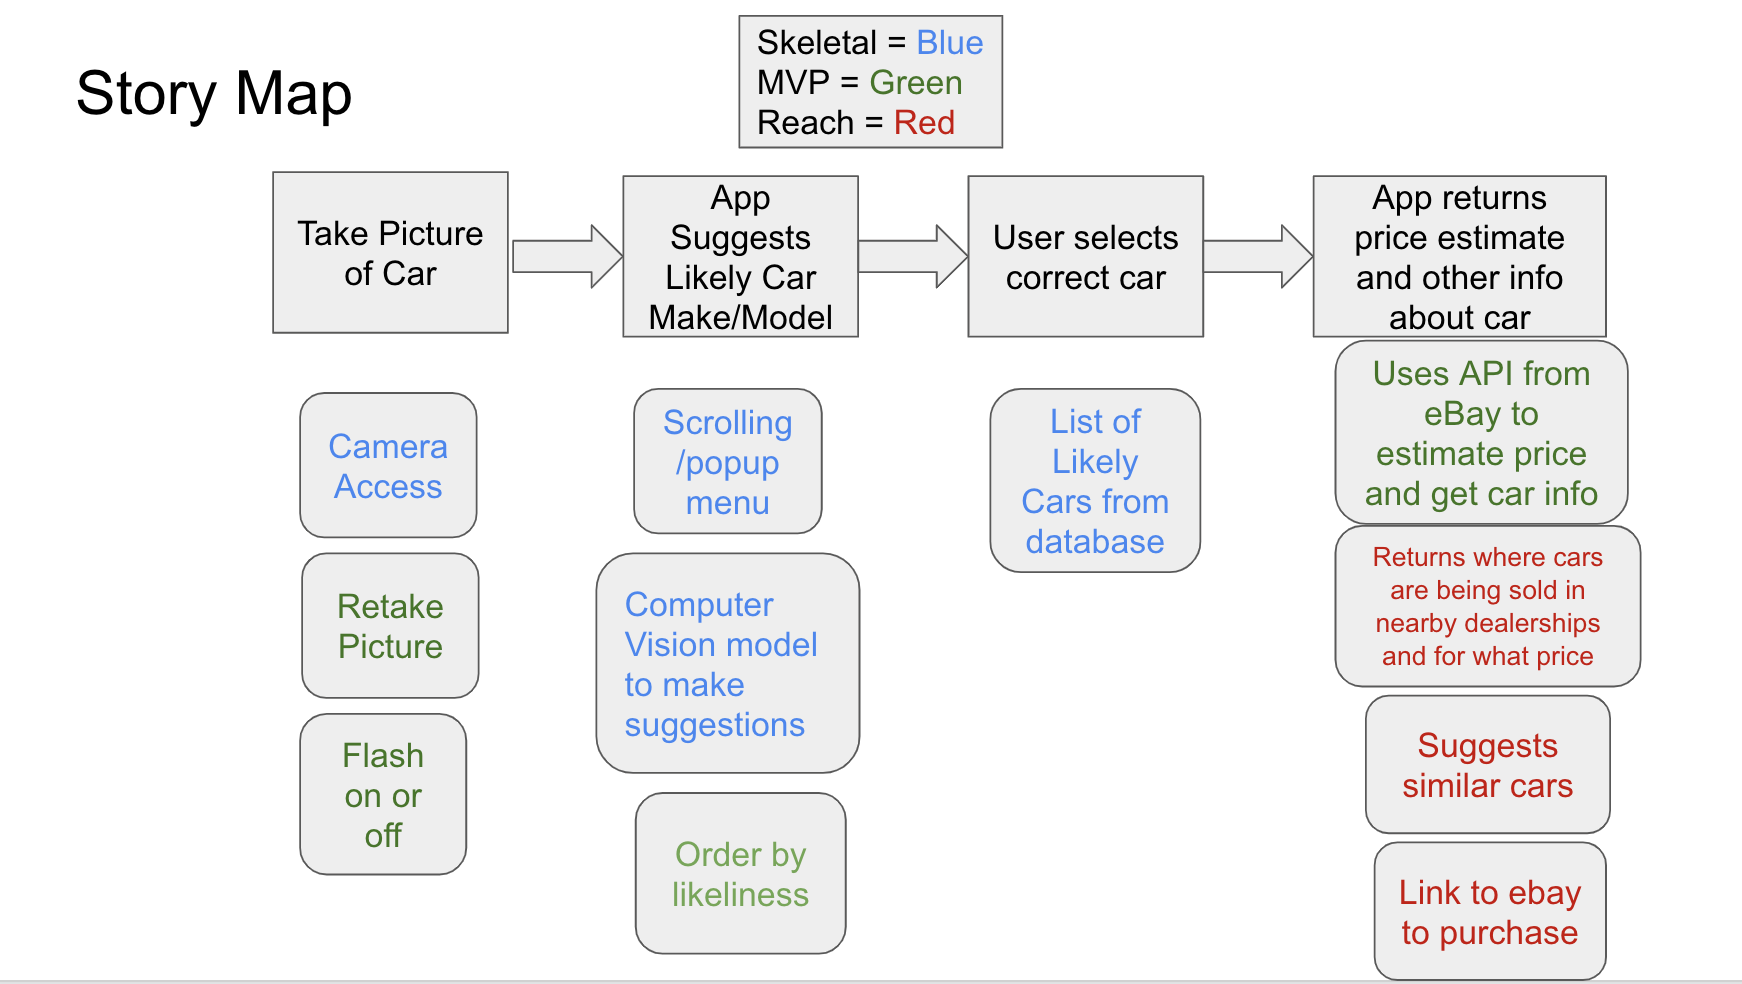 Story Map
Skeletal = Blue
MVP = Green
Reach = Red
Take Picture
of Car
App
Suggests
Likely Car
Make/Model
User selects
correct car
App returns
price estimate
and other info
about car
Camera
Access
Retake
Picture
Flash
on or
off
Scrolling
/popup
menu
Computer
Vision model
to make
suggestions
Order by
likeliness
List of
Likely
Cars from
database
Uses API from
eBay to
estimate price
and get car info
Returns where cars
are being sold in
nearby dealerships
and for what price
Suggests
similar cars
Link to ebay
to purchase